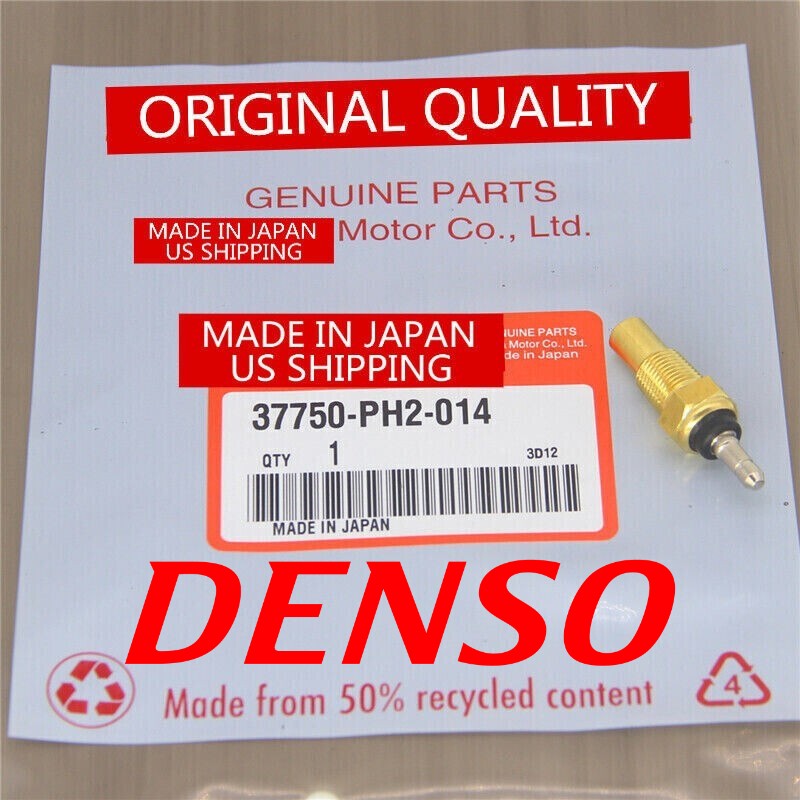 ORIGINAL QUALITY
GENUINE PARTS
MADE IN JAPAN
US SHIPPING
Motor Co., Ltd.
MADE IN JAPAN
US SHIPPING
NUINE PARTS
Motor Co., Ltd.
de in Japan
37750-PH2-014
QTY 1 3D12
MADE IN JAPAN
DENSO
Made from 50% recycled content
4